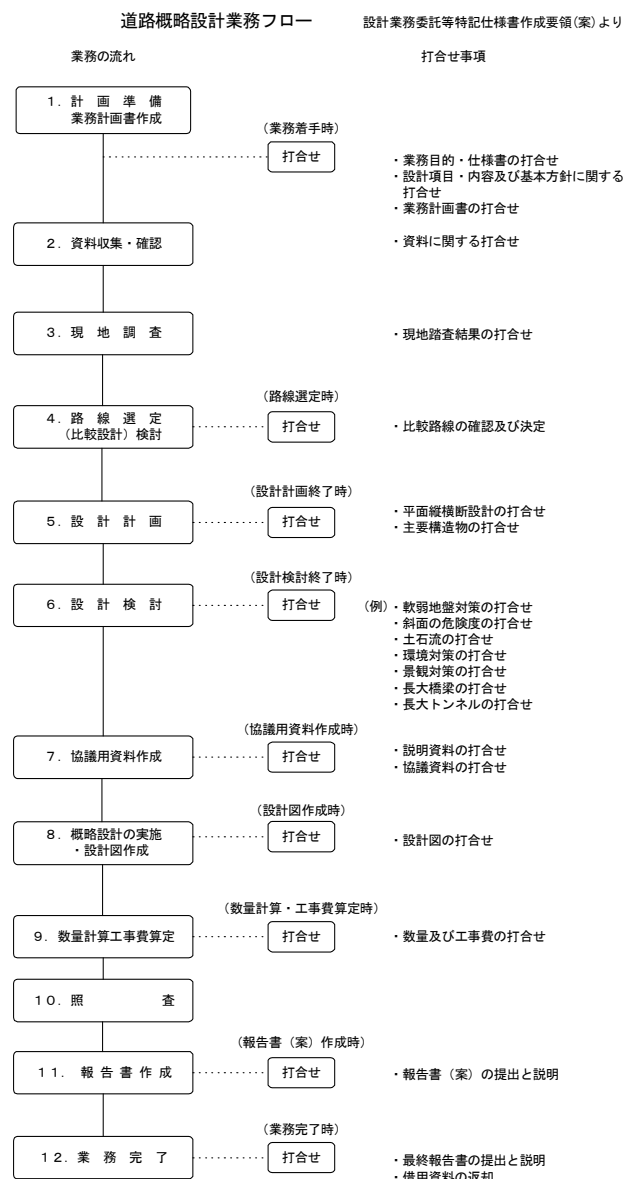 道路概略設計業務フロー　設計業務委託等特記仕様書作成要領(案)より
業務の流れ　打合せ事項
１．計　画　準　備
業務計画書作成
(業務着手時)
打合せ
・業務目的・仕様書の打合せ
・設計項目・内容及び基本方針に関する
打合せ
・業務計画書の打合せ
２．資料収集・確認
・資料に関する打合せ
３．現　地　調　査
・現地踏査結果の打合せ
(路線選定時)
４．路　線　選　定
(比較設計) 検討
打合せ
・比較路線の確認及び決定
(設計計画終了時)
５．設　計　計　画
打合せ
・平面縦横断設計の打合せ
・主要構造物の打合せ
(設計検討終了時)
６．設　計　検　討
打合せ
(例)・軟弱地盤対策の打合せ
・斜面の危険度の打合せ
・土石流の打合せ
・環境対策の打合せ
・景観対策の打合せ
・長大橋梁の打合せ
・長大トンネルの打合せ
(協議用資料作成時)
７．協議用資料作成
打合せ
・説明資料の打合せ
・協議資料の打合せ
(設計図作成時)
８．概略設計の実施
・設計図作成
打合せ
・設計図の打合せ
(数量計算・工事費算定時)
９．数量計算工事費算定
打合せ
・数量及び工事費の打合せ
１０．照　　　査
(報告書（案）作成時)
１１．報告書作成
打合せ
・報告書（案）の提出と説明
(業務完了時)
１２．業　務　完　了
打合せ
・最終報告書の提出と説明
・借用資料の返却